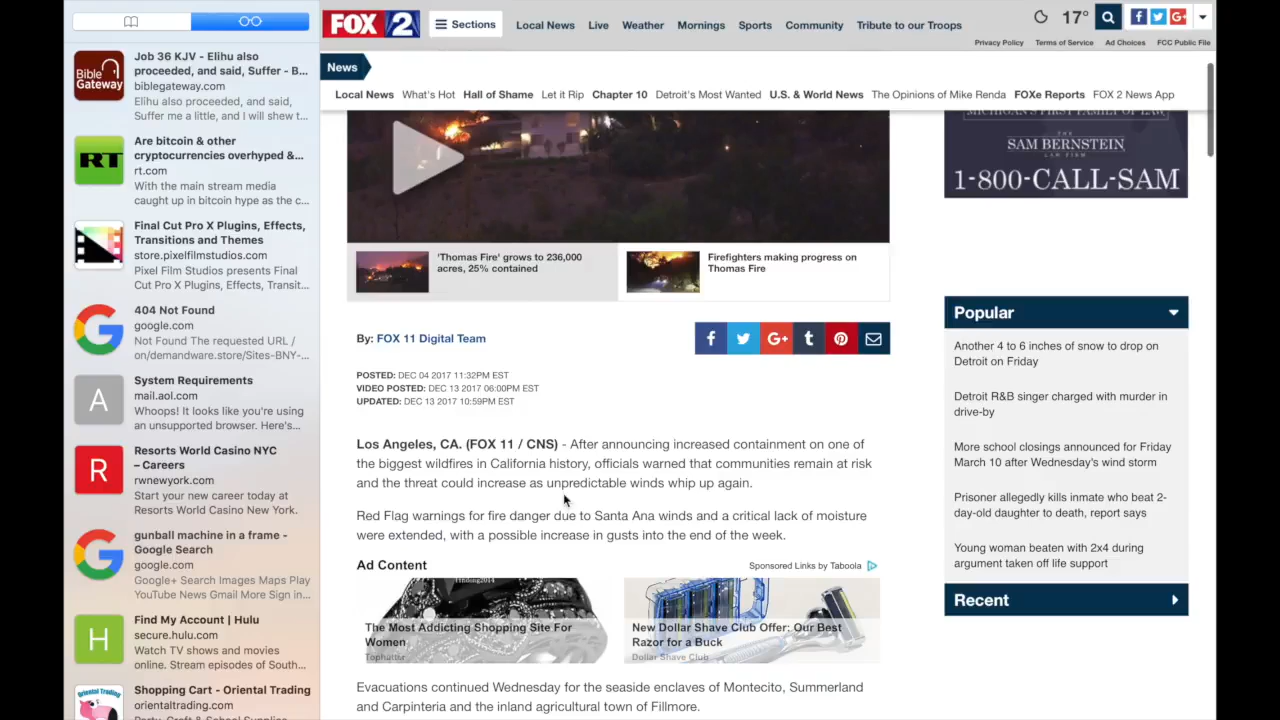 Job 36 KJV - Elihu also
proceeded, and said, Suffer - B...
biblegateway.com
Elihu also proceeded, and said,
Suffer me a little, and I will shew t...
Bible
Gateway
Are bitcoin & other
cryptocurrencies overhyped &...
rt.com
With the main stream media
caught up in bitcoin hype as the c...
RT
Final Cut Pro X Plugins, Effects,
Transitions and Themes
store.pixelfilmstudios.com
Pixel Film Studios presents Final
Cut Pro X Plugins, Effects, Transit...
404 Not Found
google.com
Not Found The requested URL /
on/demandware.store/Sites-BNY-...
System Requirements
mail.aol.com
Whoops! It looks like you're using
an unsupported browser. Here's...
A
Resorts World Casino NYC
– Careers
rwnewyork.com
Start your new career today at
Resorts World Casino New York.
R
gunball machine in a frame -
Google Search
google.com
Google+ Search Images Maps Play
YouTube News Gmail More Sign in...
Find My Account | Hulu
secure.hulu.com
Watch TV shows and movies
online. Stream episodes of South...
H
Shopping Cart - Oriental Trading
orientaltrading.com
Party, Craft & School Supplies
Oriental Trading
FOX 2
Sections
Local News Live Weather Mornings Sports Community Tribute to our Troops
17°
Privacy Policy Terms of Service Ad Choices FCC Public File
News
Local News What's Hot Hall of Shame Let it Rip Chapter 10 Detroit's Most Wanted U.S. & World News The Opinions of Mike Renda FOXe Reports FOX 2 News App
'Thomas Fire' grows to 236,000
acres, 25% contained
Firefighters making progress on
Thomas Fire
By: FOX 11 Digital Team
POSTED: DEC 04 2017 11:32PM EST
VIDEO POSTED: DEC 13 2017 06:00PM EST
UPDATED: DEC 13 2017 10:59PM EST
Los Angeles, CA. (FOX 11 / CNS) - After announcing increased containment on one of
the biggest wildfires in California history, officials warned that communities remain at risk
and the threat could increase as unpredictable winds whip up again.
Red Flag warnings for fire danger due to Santa Ana winds and a critical lack of moisture
were extended, with a possible increase in gusts into the end of the week.
Ad Content
Sponsored Links by Taboola
The Most Addicting Shopping Site For
Women
Tophatter
New Dollar Shave Club Offer: Our Best
Razor for a Buck
Dollar Shave Club
Evacuations continued Wednesday for the seaside enclaves of Montecito, Summerland
and Carpinteria and the inland agricultural town of Fillmore.
MICHIGAN'S FIRST FAMILY OF LAW
THE
SAM BERNSTEIN
LAW FIRM
1-800-CALL-SAM
Popular
Another 4 to 6 inches of snow to drop on
Detroit on Friday
Detroit R&B singer charged with murder in
drive-by
More school closings announced for Friday
March 10 after Wednesday's wind storm
Prisoner allegedly kills inmate who beat 2-
day-old daughter to death, report says
Young woman beaten with 2x4 during
argument taken off life support
Recent